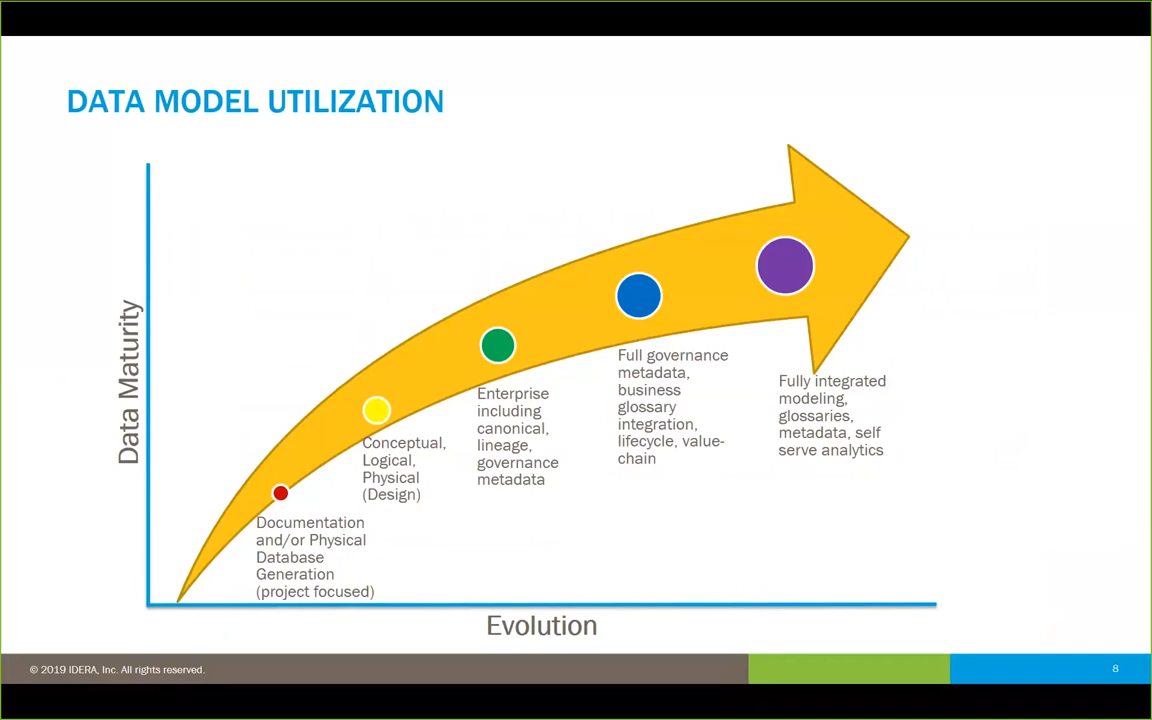 DATA MODEL UTILIZATION
Data Maturity
Documentation
and/or Physical
Database
Generation
(project focused)
Conceptual,
Logical,
Physical
(Design)
Enterprise
including
canonical,
lineage,
governance
metadata
Full governance
metadata,
business
glossary
integration,
lifecycle, value-
chain
Fully integrated
modeling,
glossaries,
metadata, self
serve analytics
Evolution
© 2019 IDERA, Inc. All rights reserved.
8